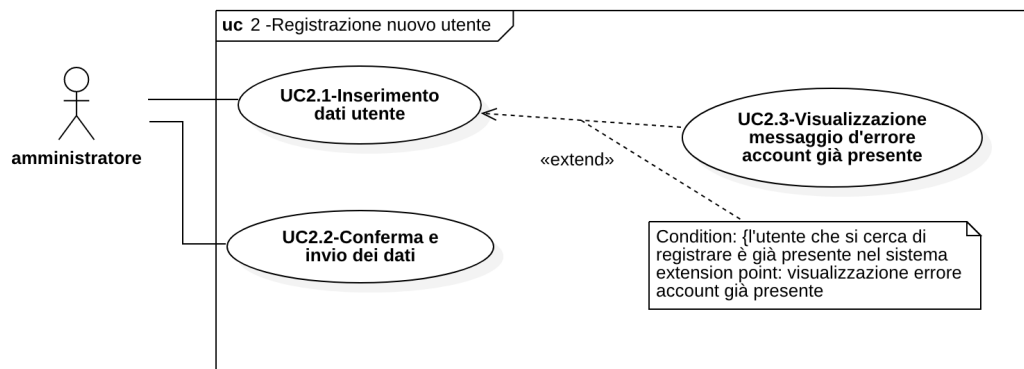 uc 2 -Registrazione nuovo utente
amministratore
UC2.1-Inserimento
dati utente
«extend»
UC2.3-Visualizzazione
messaggio d'errore
account già presente
UC2.2-Conferma e
invio dei dati
Condition: {l'utente che si cerca di
registrare è già presente nel sistema
extension point: visualizzazione errore
account già presente